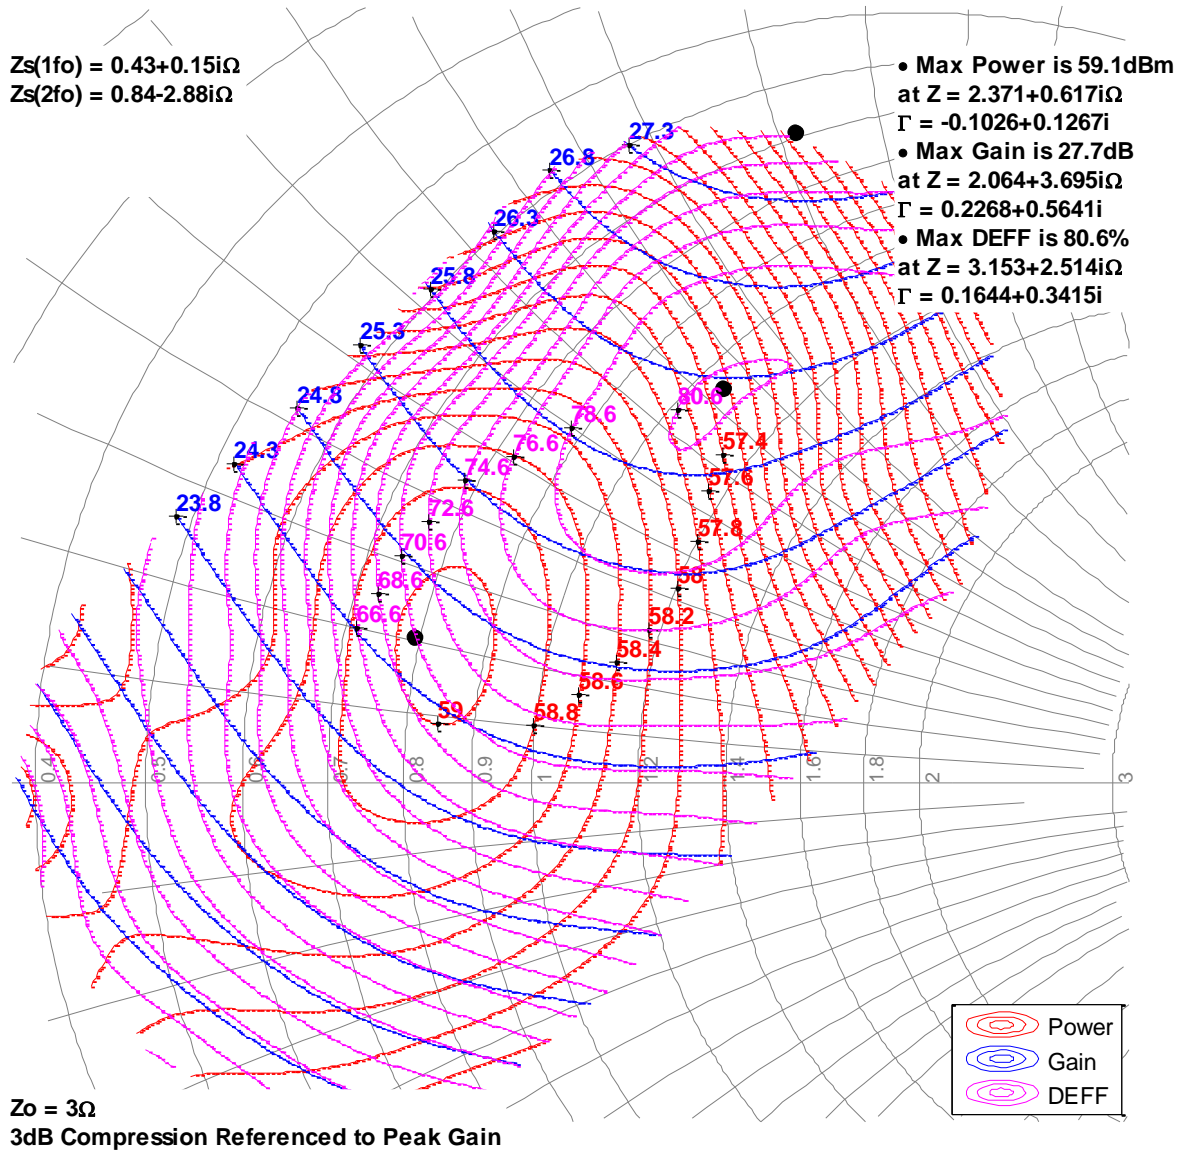 Zs(1fo) = 0.43+0.15iΩ
Zs(2fo) = 0.84-2.88iΩ
• Max Power is 59.1dBm
at Z = 2.371+0.617iΩ
Γ = -0.1026+0.1267i
• Max Gain is 27.7dB
at Z = 2.064+3.695iΩ
Γ = 0.2268+0.5641i
• Max DEFF is 80.6%
at Z = 3.153+2.514iΩ
Γ = 0.1644+0.3415i
27.3
26.8
26.3
25.8
25.3
24.8
24.3
23.8
80.6
78.6
76.6
74.6
72.6
70.6
68.6
66.6
57.4
57.6
57.8
58
58.2
58.4
58.6
58.8
59
0.4
0.5
0.6
0.7
0.8
0.9
1
1.2
1.4
1.6
1.8
2
3
Power
Gain
DEFF
Zo = 3Ω
3dB Compression Referenced to Peak Gain